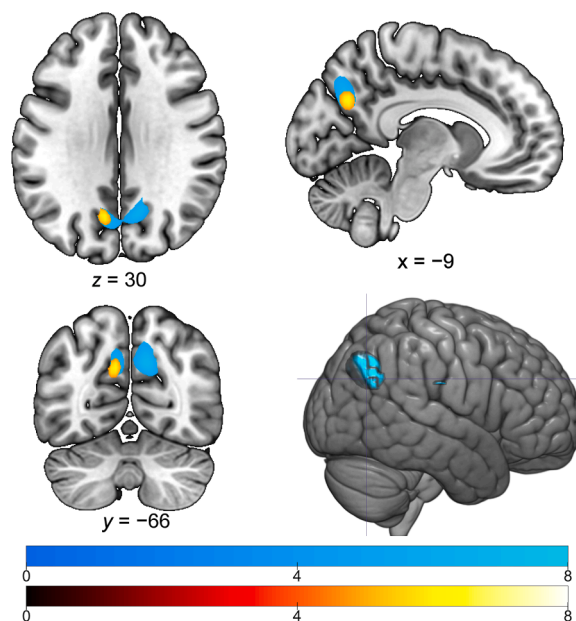 z = 30
x = −9
y = −66
0 4 8
0 4 8